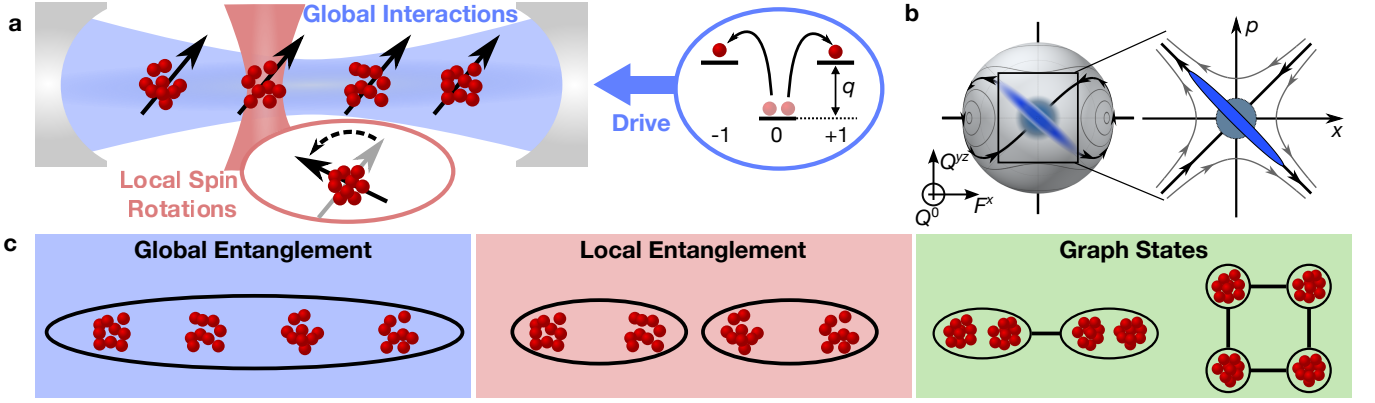 a
Global Interactions
Drive
q
-1 0 +1
Local Spin
Rotations
b
p
x
Q^{yz}
F^x
Q^0
c
Global Entanglement
Local Entanglement
Graph States